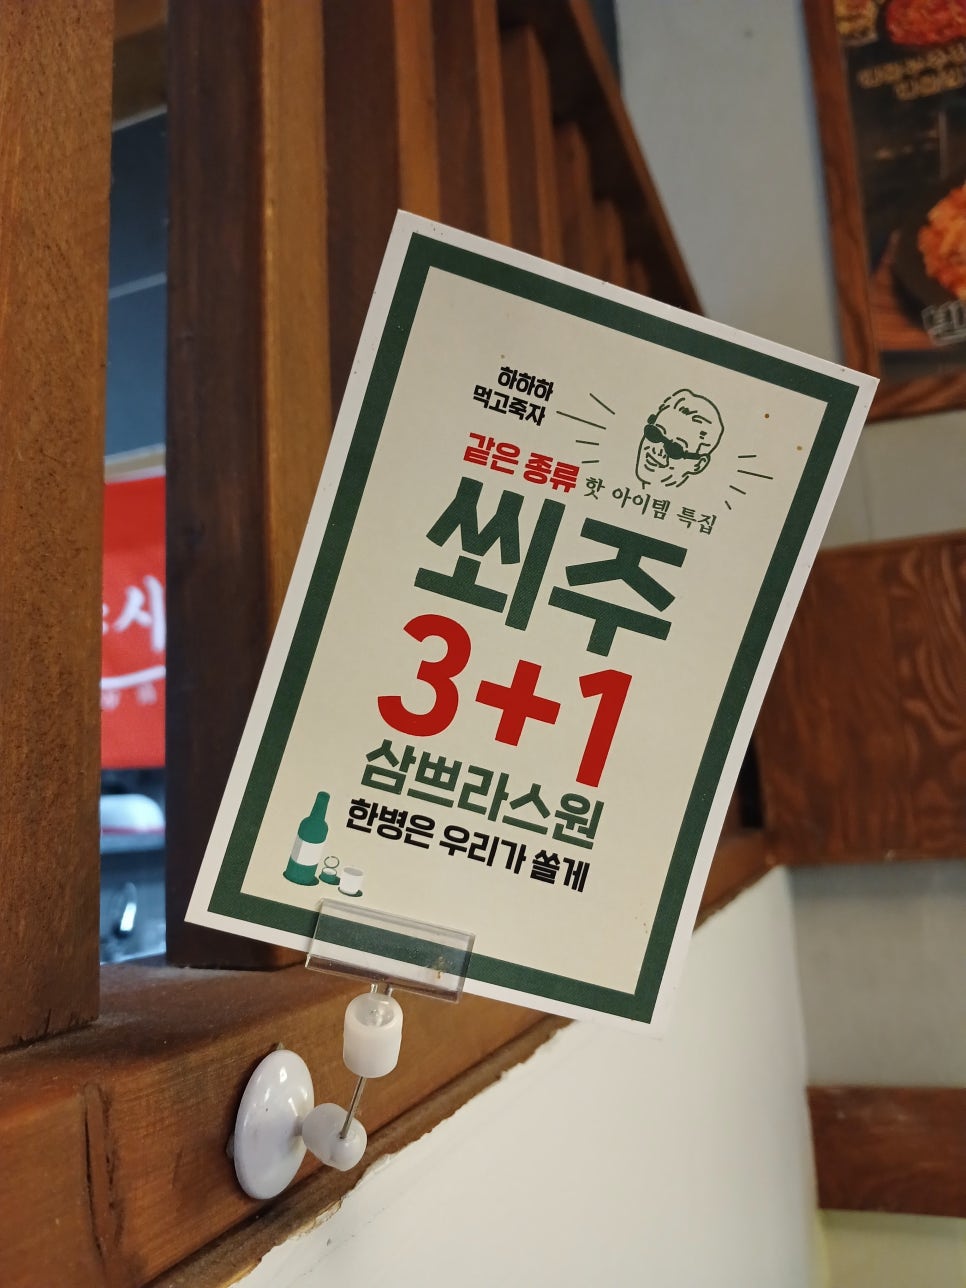 하하하
먹고죽자
같은 종류
핫 아이템 특집
쐬주
3+1
삼쁘라스원
한병은 우리가 쏠게